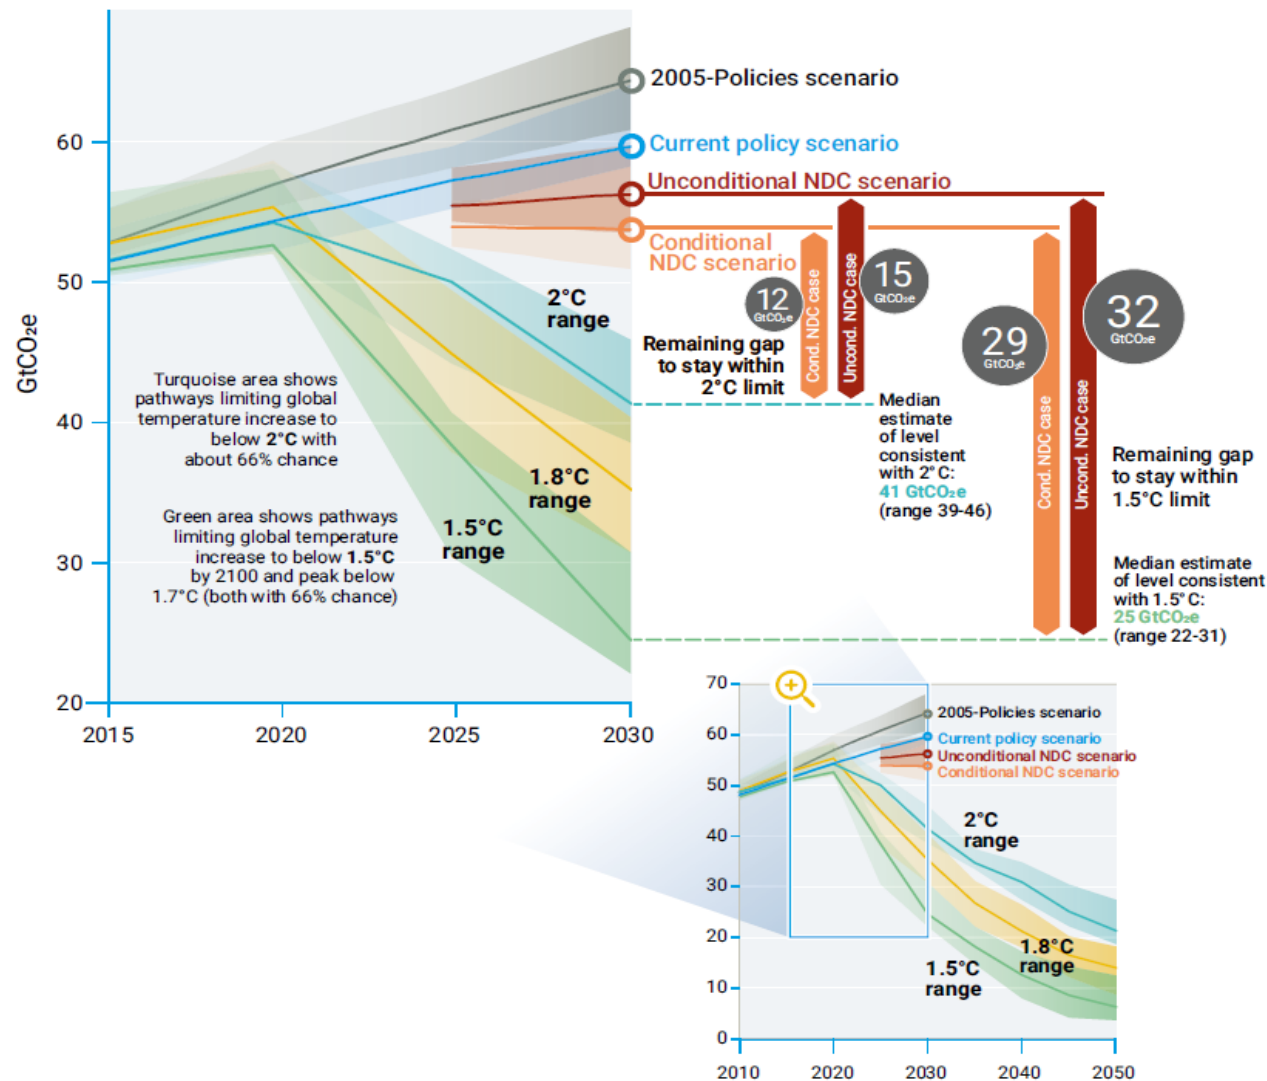 2005-Policies scenario
60
Current policy scenario
Unconditional NDC scenario
Conditional
NDC scenario
50
GtCO₂e
2°C
range
12
GtCO₂e
Cond. NDC case
Uncond. NDC case
15
GtCO₂e
29
GtCO₂e
32
GtCO₂e
Remaining gap
to stay within
2°C limit
Turquoise area shows
pathways limiting global
temperature increase to
below 2°C with
about 66% chance
40
Median
estimate
of level
consistent
with 2°C:
41 GtCO₂e
(range 39-46)
Cond. NDC case
Uncond. NDC case
Remaining gap
to stay within
1.5°C limit
1.8°C
range
1.5°C
range
Green area shows pathways
limiting global temperature
increase to below 1.5°C
by 2100 and peak below
1.7°C (both with 66% chance)
30
Median estimate
of level consistent
with 1.5°C:
25 GtCO₂e
(range 22-31)
20
2015
2020
2025
2030
70
2005-Policies scenario
60
Current policy scenario
Unconditional NDC scenario
Conditional NDC scenario
50
40
2°C
range
30
20
1.8°C
range
1.5°C
range
10
0
2010
2020
2030
2040
2050